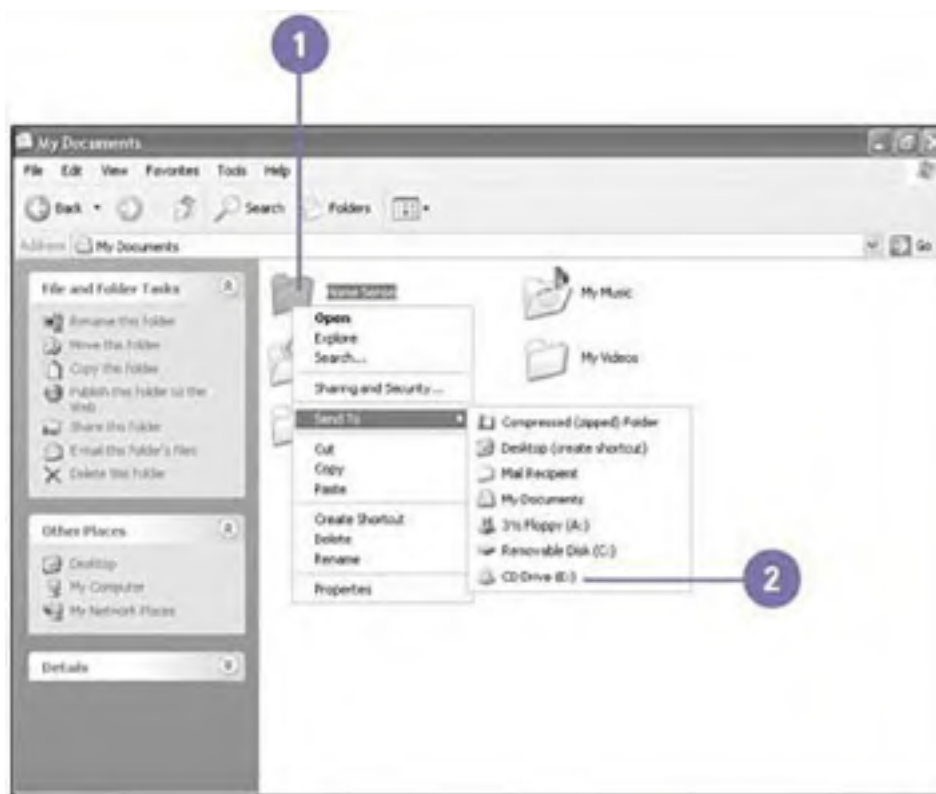 1
My Documents
File Edit View Favorites Tools Help
Back Search Folders
Address My Documents Go
File and Folder Tasks
Rename this folder
Move this folder
Copy this folder
Publish this folder to the
Web
Share this folder
E-mail this folder's files
Delete this folder
Other Places
Desktop
My Computer
My Network Places
Details
My Music
My Videos
Open
Explore
Search...
Sharing and Security...
Send To
Cut
Copy
Paste
Create Shortcut
Delete
Rename
Properties
Compressed (zipped) Folder
Desktop (create shortcut)
Mail Recipient
My Documents
3½ Floppy (A:)
Removable Disk (C:)
CD Drive (E:)
2